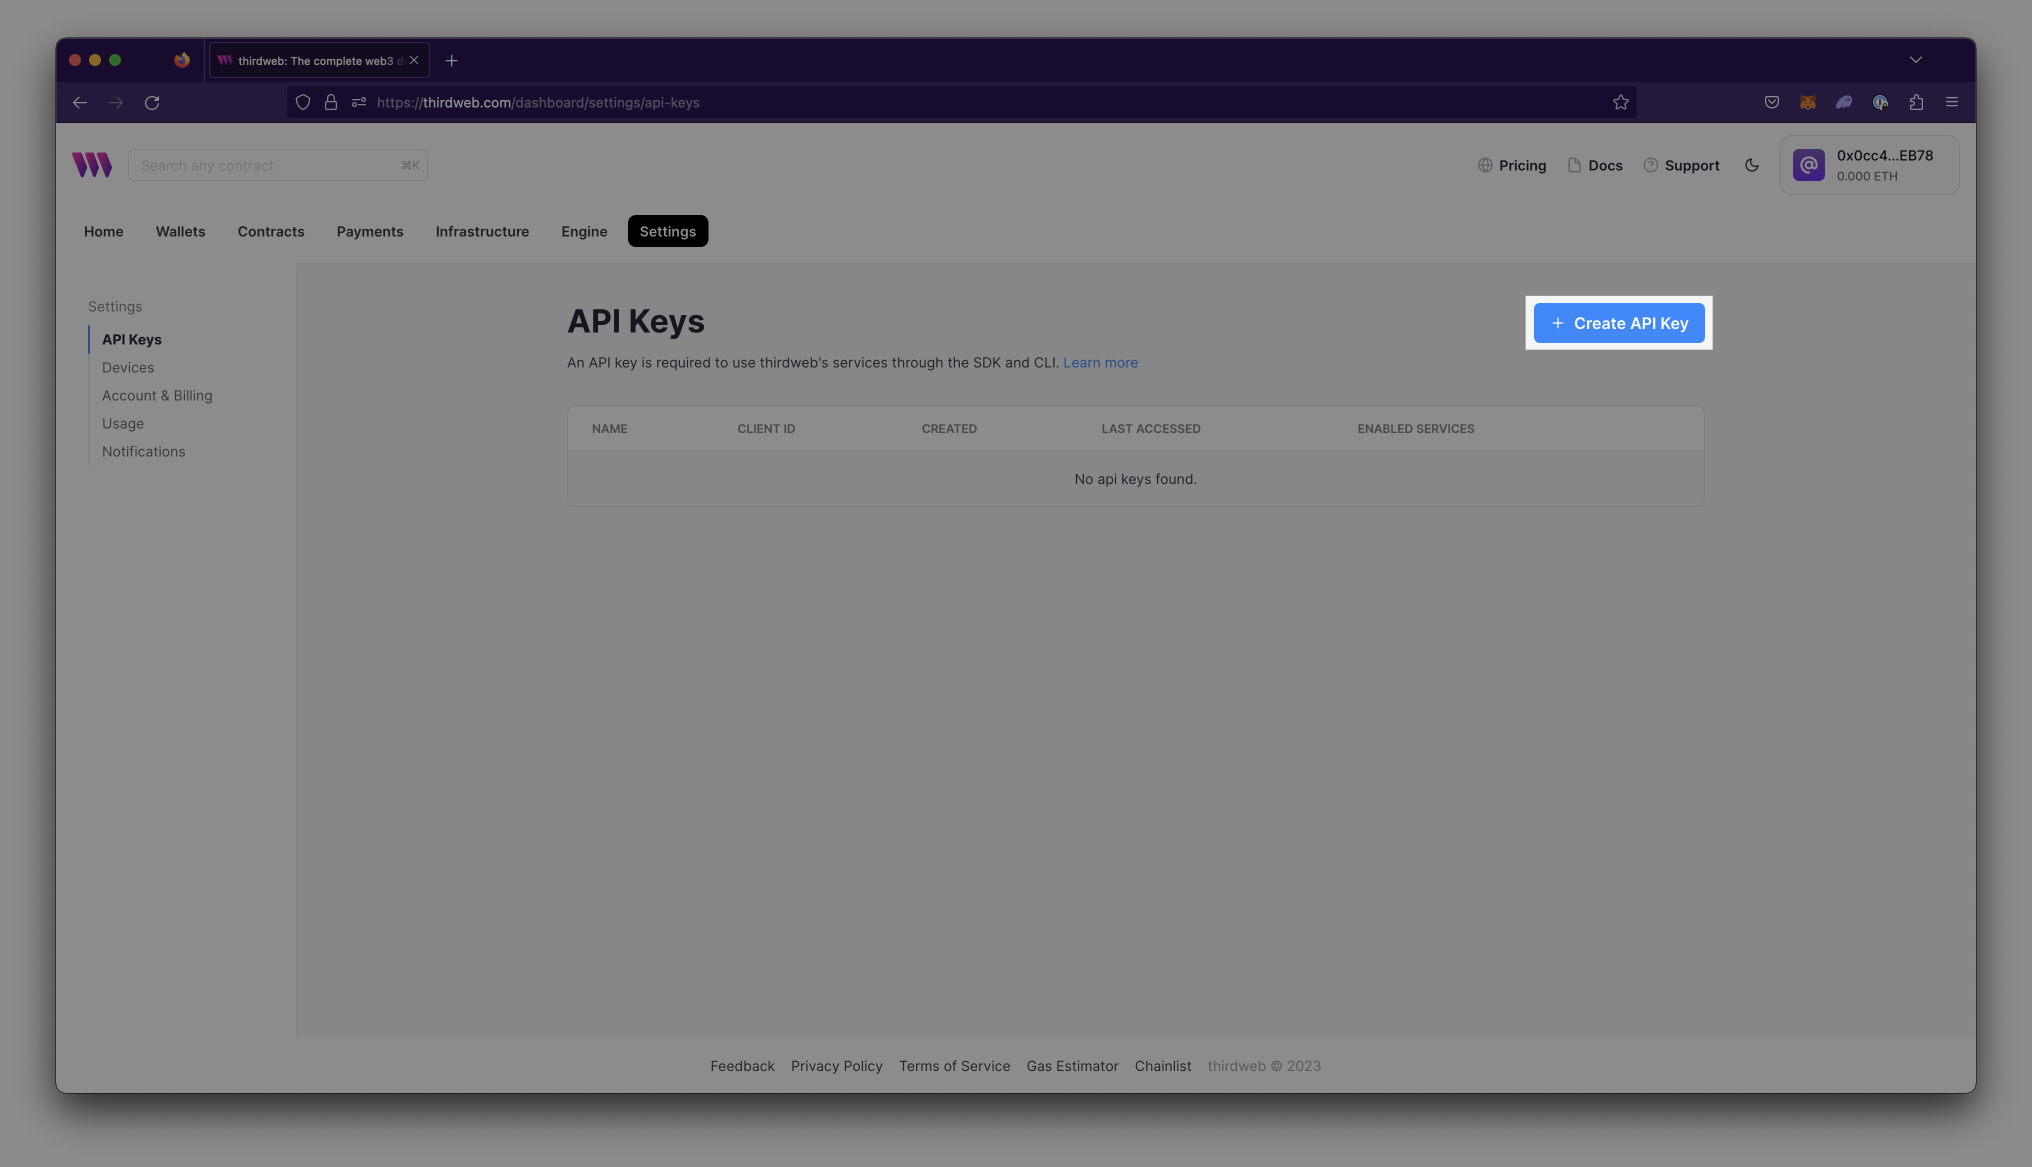 thirdweb: The complete web3 d
https://thirdweb.com/dashboard/settings/api-keys
Search any contract ⌘K
Pricing Docs Support
0x0cc4...EB78
0.000 ETH
Home Wallets Contracts Payments Infrastructure Engine Settings
Settings
API Keys
Devices
Account & Billing
Usage
Notifications
API Keys
+ Create API Key
An API key is required to use thirdweb's services through the SDK and CLI. Learn more
NAME CLIENT ID CREATED LAST ACCESSED ENABLED SERVICES
No api keys found.
Feedback Privacy Policy Terms of Service Gas Estimator Chainlist thirdweb © 2023